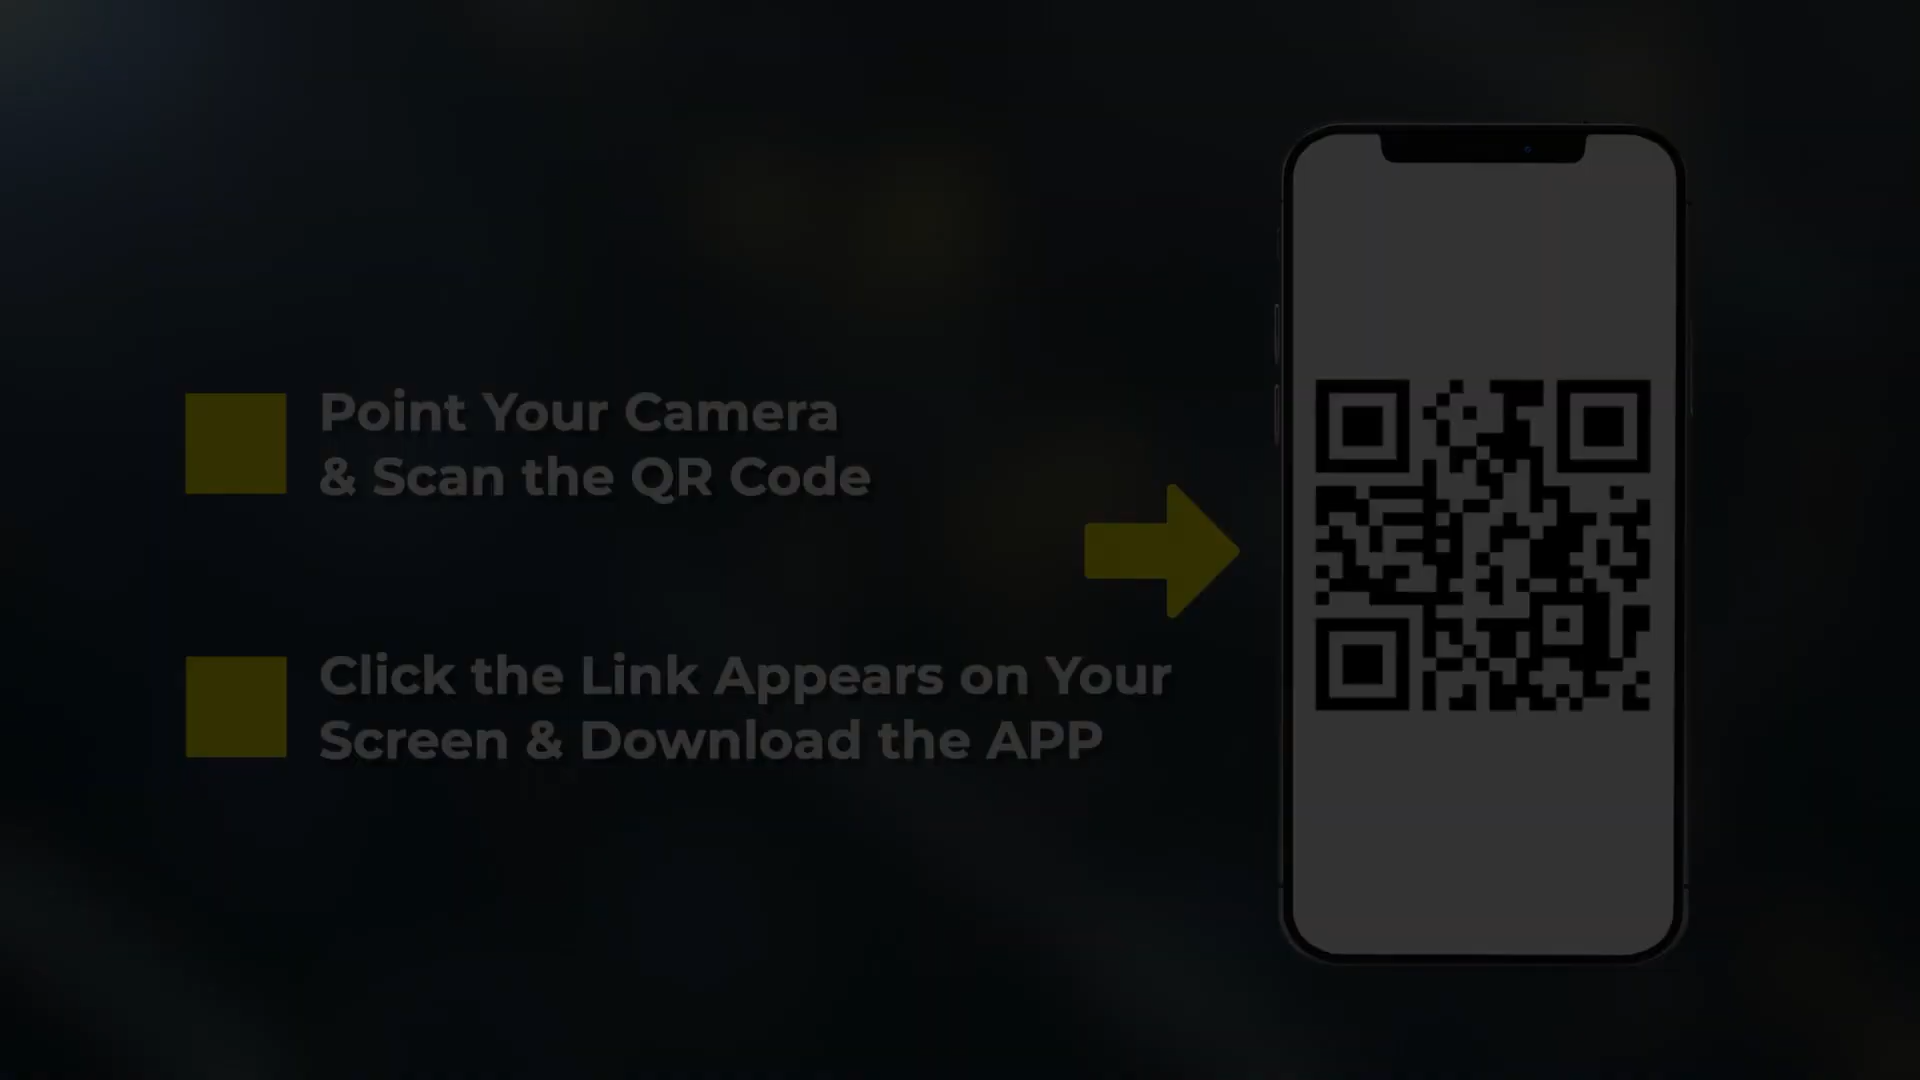 Point Your Camera
& Scan the QR Code
Click the Link Appears on Your
Screen & Download the APP